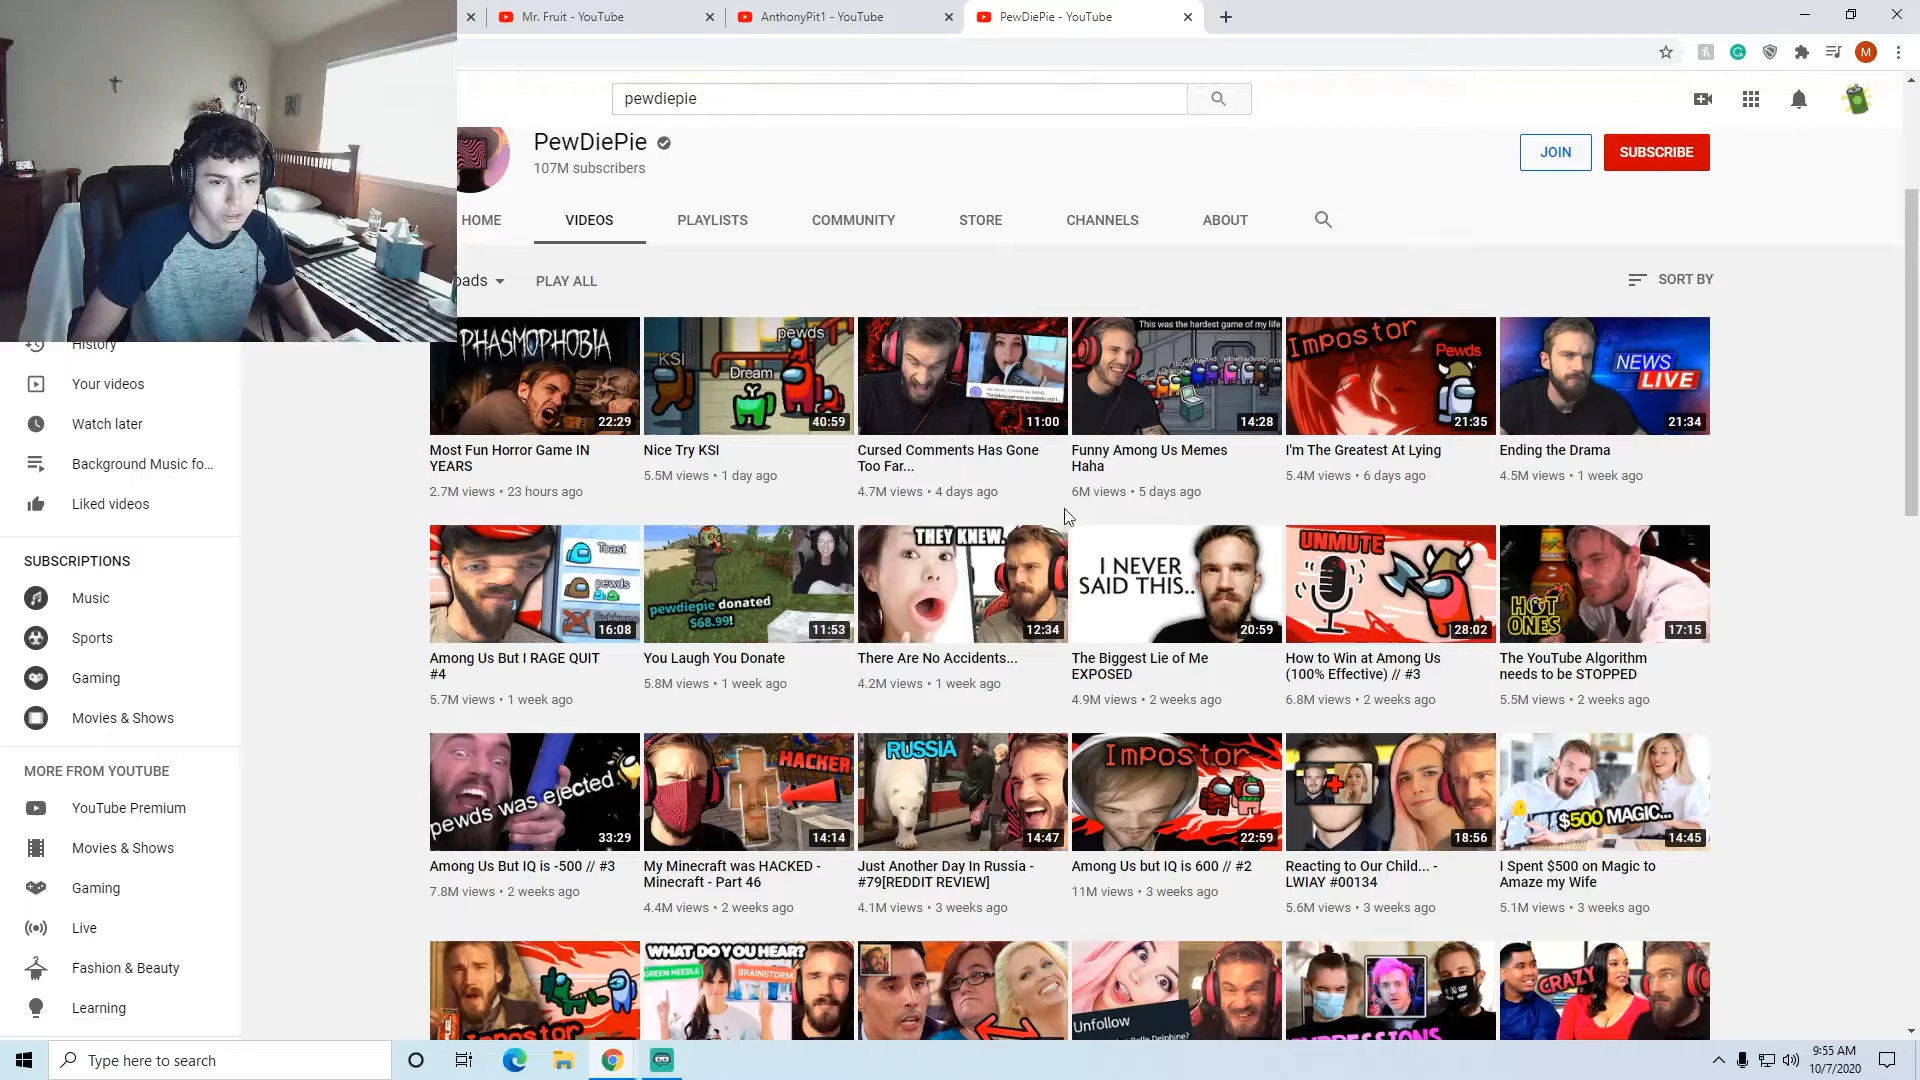 Mr. Fruit - YouTube
AnthonyPit1 - YouTube
PewDiePie - YouTube
M
pewdiepie
PewDiePie
107M subscribers
JOIN
SUBSCRIBE
HOME
VIDEOS
PLAYLISTS
COMMUNITY
STORE
CHANNELS
ABOUT
oads
PLAY ALL
SORT BY
History
Your videos
Watch later
Background Music fo...
Liked videos
SUBSCRIPTIONS
Music
Sports
Gaming
Movies & Shows
MORE FROM YOUTUBE
YouTube Premium
Movies & Shows
Gaming
Live
Fashion & Beauty
Learning
PHASMOPHOBIA
22:29
Most Fun Horror Game IN
YEARS
2.7M views • 23 hours ago
KSI
Dream
pewds
40:59
Nice Try KSI
5.5M views • 1 day ago
11:00
Cursed Comments Has Gone
Too Far...
4.7M views • 4 days ago
This was the hardest game of my life
14:28
Funny Among Us Memes
Haha
6M views • 5 days ago
Impostor
Pewds
21:35
I'm The Greatest At Lying
5.4M views • 6 days ago
NEWS
LIVE
21:34
Ending the Drama
4.5M views • 1 week ago
Toast
pewds
16:08
Among Us But I RAGE QUIT
#4
5.7M views • 1 week ago
pewdiepie donated
$68.99!
11:53
You Laugh You Donate
5.8M views • 1 week ago
THEY KNEW.
12:34
There Are No Accidents...
4.2M views • 1 week ago
I NEVER
SAID THIS..
20:59
The Biggest Lie of Me
EXPOSED
4.9M views • 2 weeks ago
UNMUTE
28:02
How to Win at Among Us
(100% Effective) // #3
6.8M views • 2 weeks ago
HOT
ONES
17:15
The YouTube Algorithm
needs to be STOPPED
5.5M views • 2 weeks ago
pewds was ejected.
33:29
Among Us But IQ is -500 // #3
7.8M views • 2 weeks ago
HACKER
14:14
My Minecraft was HACKED -
Minecraft - Part 46
4.4M views • 2 weeks ago
RUSSIA
14:47
Just Another Day In Russia -
#79[REDDIT REVIEW]
4.1M views • 3 weeks ago
Impostor
22:59
Among Us but IQ is 600 // #2
11M views • 3 weeks ago
18:56
Reacting to Our Child... -
LWIAY #00134
5.6M views • 3 weeks ago
$500 MAGIC...
14:45
I Spent $500 on Magic to
Amaze my Wife
5.1M views • 3 weeks ago
Impostor
WHAT DO YOU HEAR?
GREEN NEEDLE
BRAINSTORM
Unfollow
CRAZY
Type here to search
9:55 AM
10/7/2020